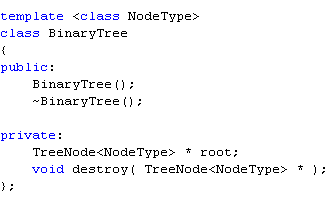 template <class NodeType>
class BinaryTree
{
public:
    BinaryTree();
    ~BinaryTree();

private:
    TreeNode<NodeType> * root;
    void destroy( TreeNode<NodeType> * );
};